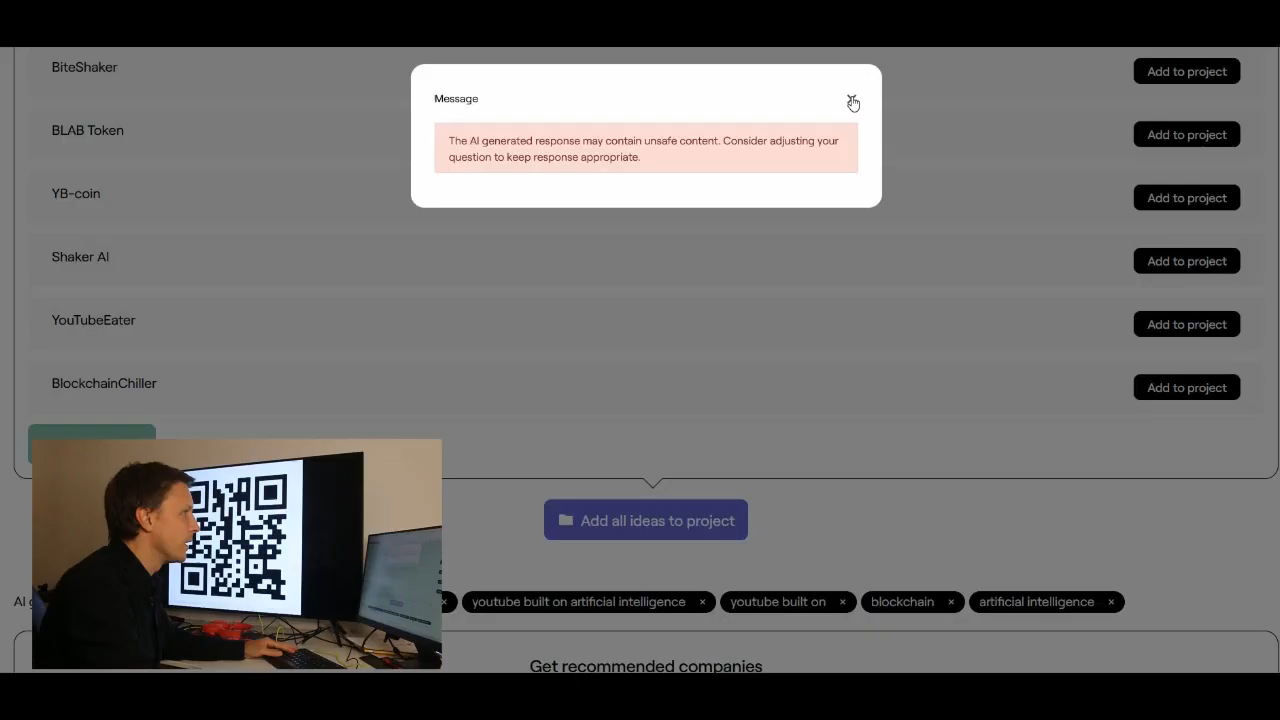 BiteShaker
Add to project
Message
The AI generated response may contain unsafe content. Consider adjusting your
question to keep response appropriate.
BLAB Token
Add to project
YB-coin
Add to project
Shaker AI
Add to project
YouTubeEater
Add to project
BlockchainChiller
Add to project
Add all ideas to project
youtube built on artificial intelligence ×
youtube built on ×
blockchain ×
artificial intelligence ×
Get recommended companies